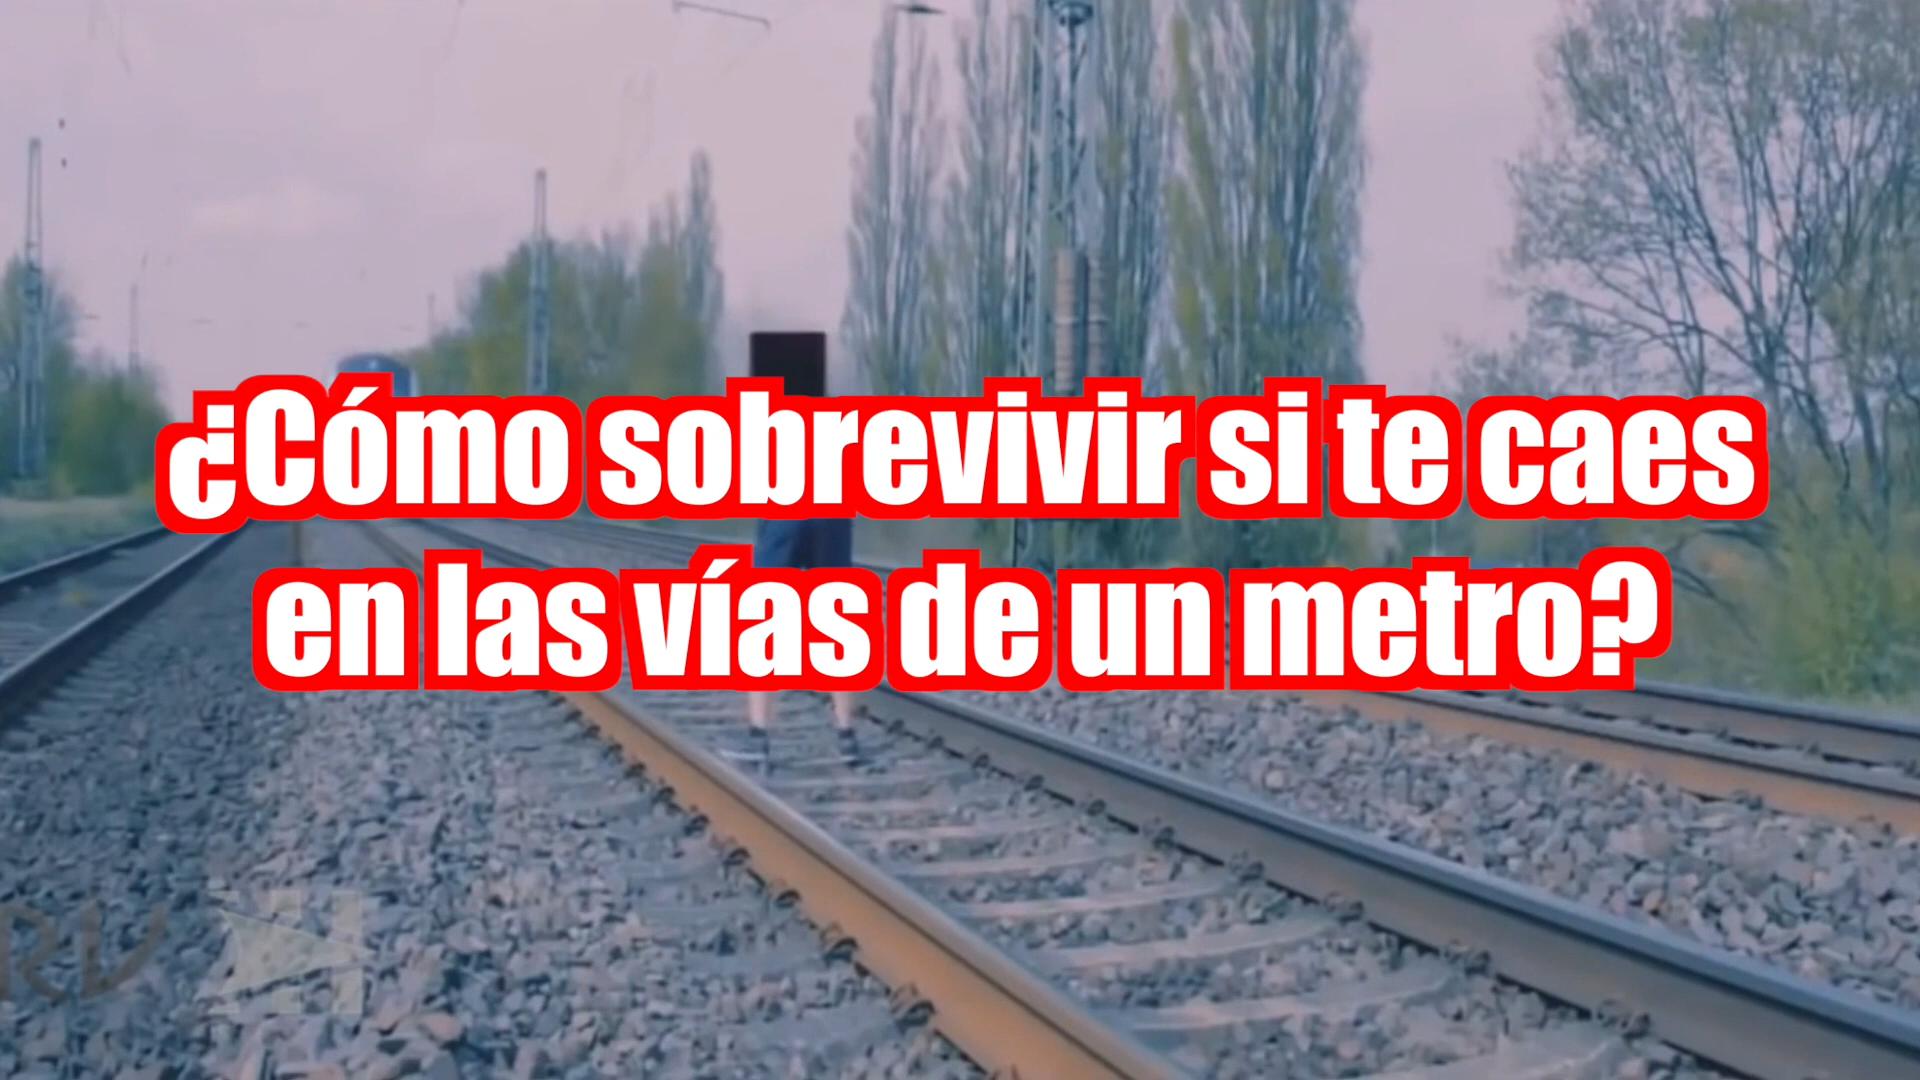 ¿Cómo sobrevivir si te caes
en las vías de un metro?